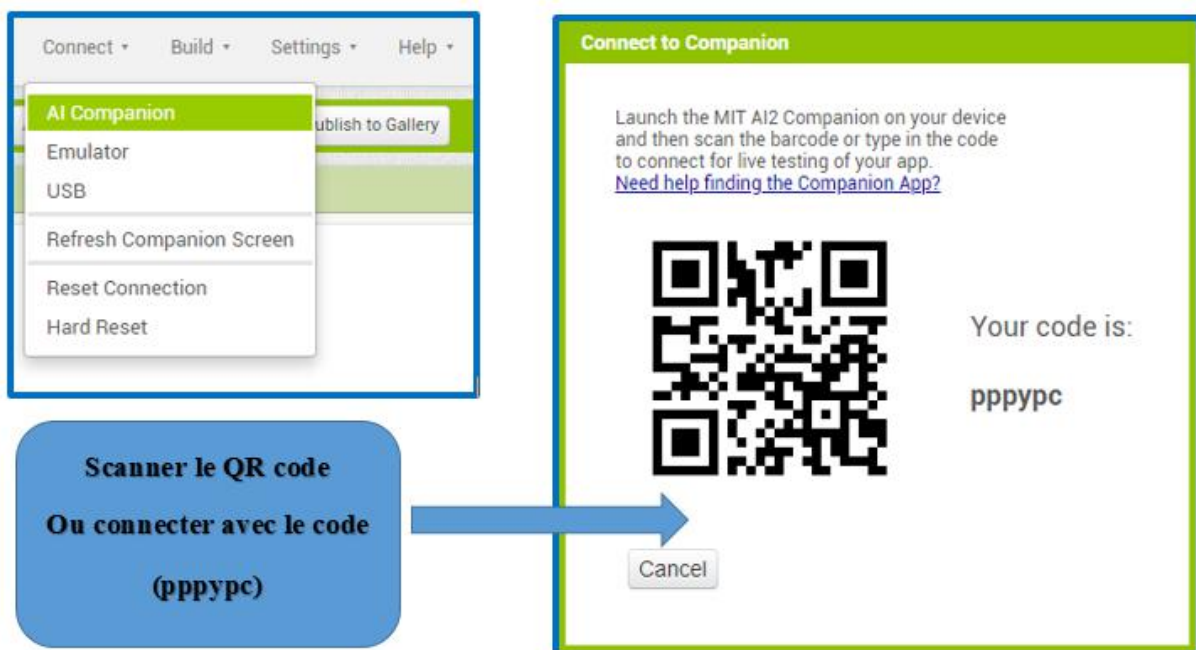 Connect ▾ Build ▾ Settings ▾ Help ▾
AI Companion
ublish to Gallery
Emulator
USB
Refresh Companion Screen
Reset Connection
Hard Reset
Scanner le QR code
Ou connecter avec le code
(pppypc)
Connect to Companion
Launch the MIT AI2 Companion on your device
and then scan the barcode or type in the code
to connect for live testing of your app.
Need help finding the Companion App?
Your code is:
pppypc
Cancel